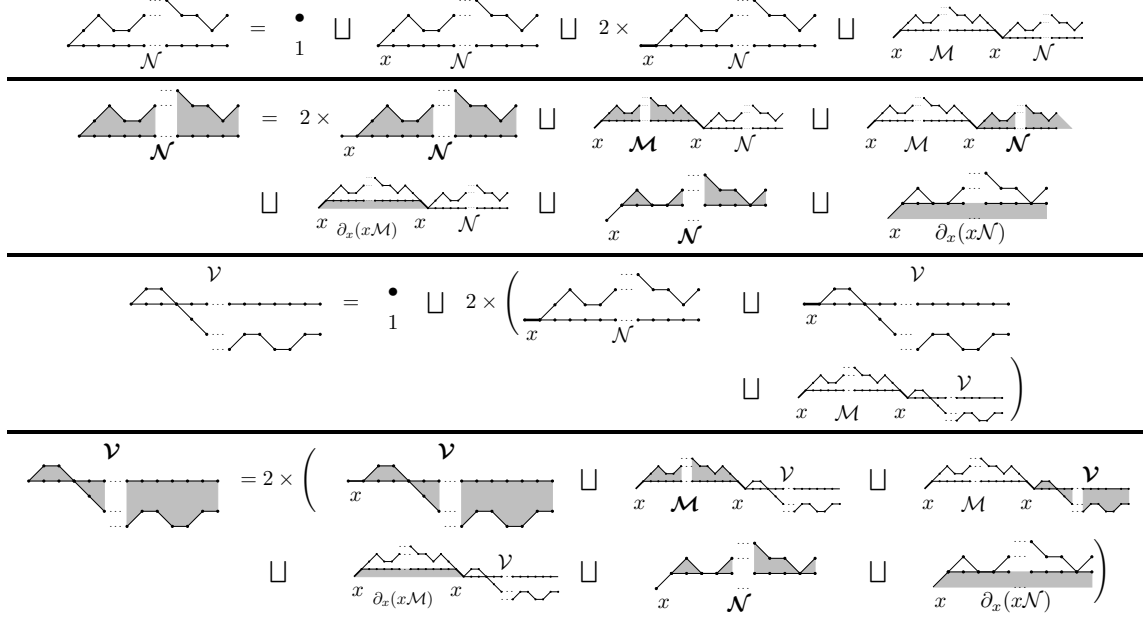 = 1 ⊔ x 𝒩 ⊔ 2 × x 𝒩 ⊔ x ℳ x 𝒩
𝒩
𝓝 = 2 × x 𝓝 ⊔ x 𝓜 x 𝒩 ⊔ x ℳ x 𝓝
⊔ x ∂ₓ(xℳ) x 𝒩 ⊔ x 𝓝 ⊔ x ∂ₓ(x𝒩)
𝒱 𝒱
= 1 ⊔ 2 × ( x 𝒩 ⊔ x
⊔ x ℳ x 𝒱 )
𝓥 𝓥
= 2 × ( x ⊔ x 𝓜 x 𝒱 ⊔ x ℳ x 𝓥
⊔ x ∂ₓ(xℳ) x 𝒱 ⊔ x 𝓝 ⊔ x ∂ₓ(x𝒩) )